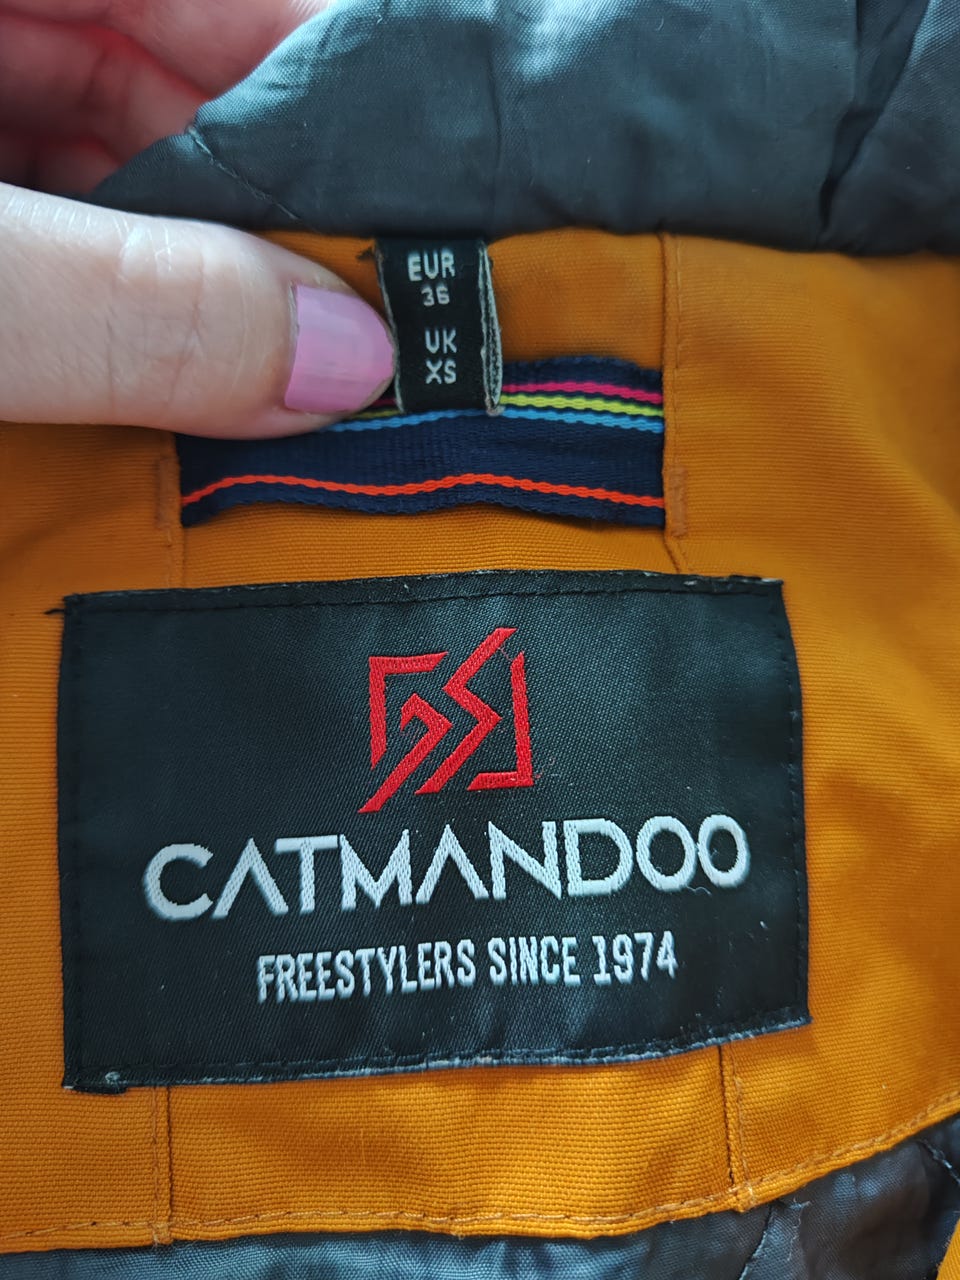 EUR
36
UK
XS
CATMANDOO
FREESTYLERS SINCE 1974